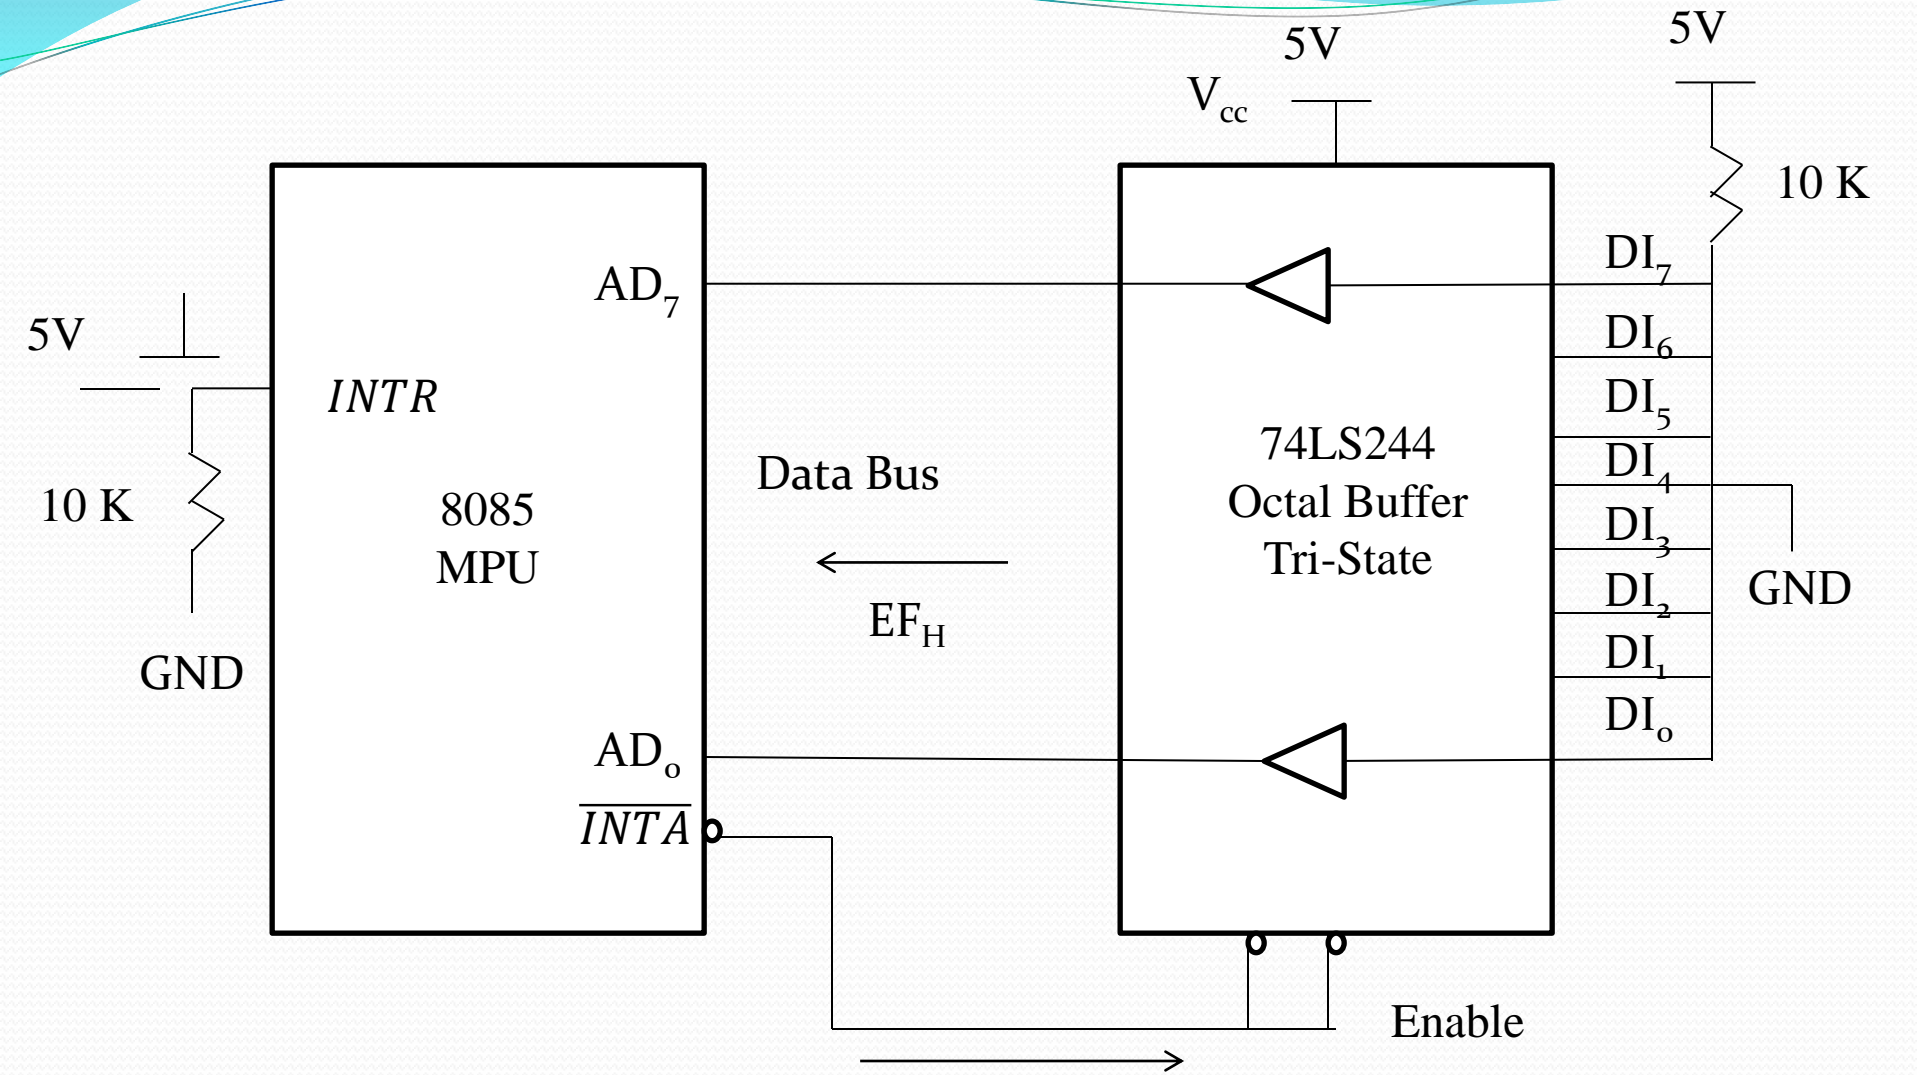 5V
5V
Vcc
10 K
DI7
AD7
5V
DI6
INTR
DI5
74LS244
Octal Buffer
Tri-State
DI4
Data Bus
10 K
8085
MPU
DI3
GND
DI2
EFH
DI1
GND
DI0
AD0
INTA
Enable